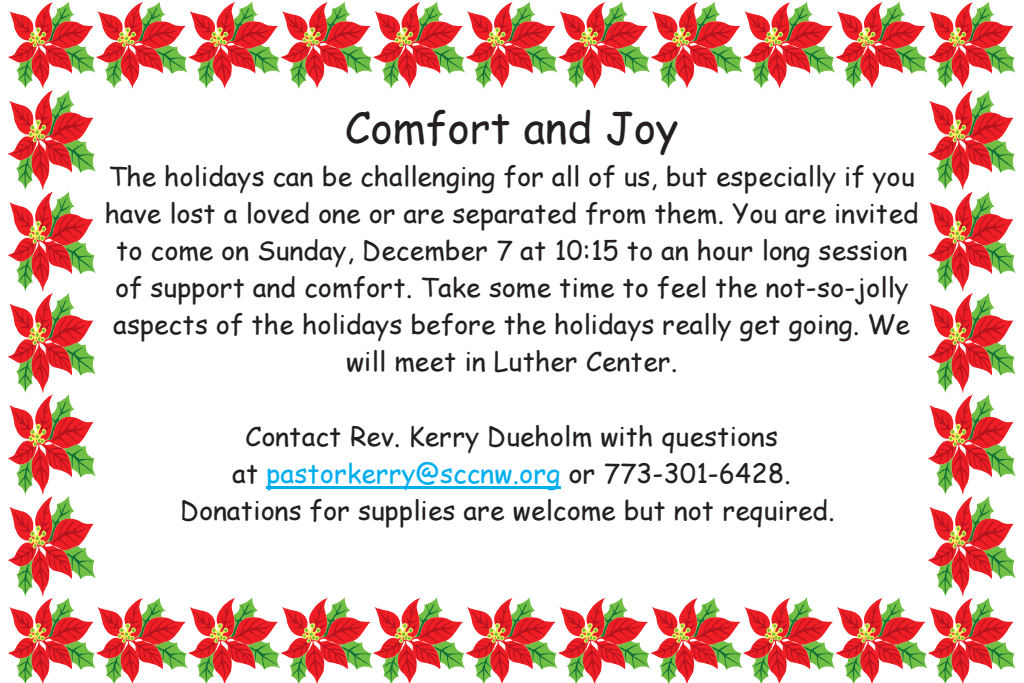 Comfort and Joy
The holidays can be challenging for all of us, but especially if you
have lost a loved one or are separated from them. You are invited
to come on Sunday, December 7 at 10:15 to an hour long session
of support and comfort. Take some time to feel the not-so-jolly
aspects of the holidays before the holidays really get going. We
will meet in Luther Center.
Contact Rev. Kerry Dueholm with questions
at pastorkerry@sccnw.org or 773-301-6428.
Donations for supplies are welcome but not required.